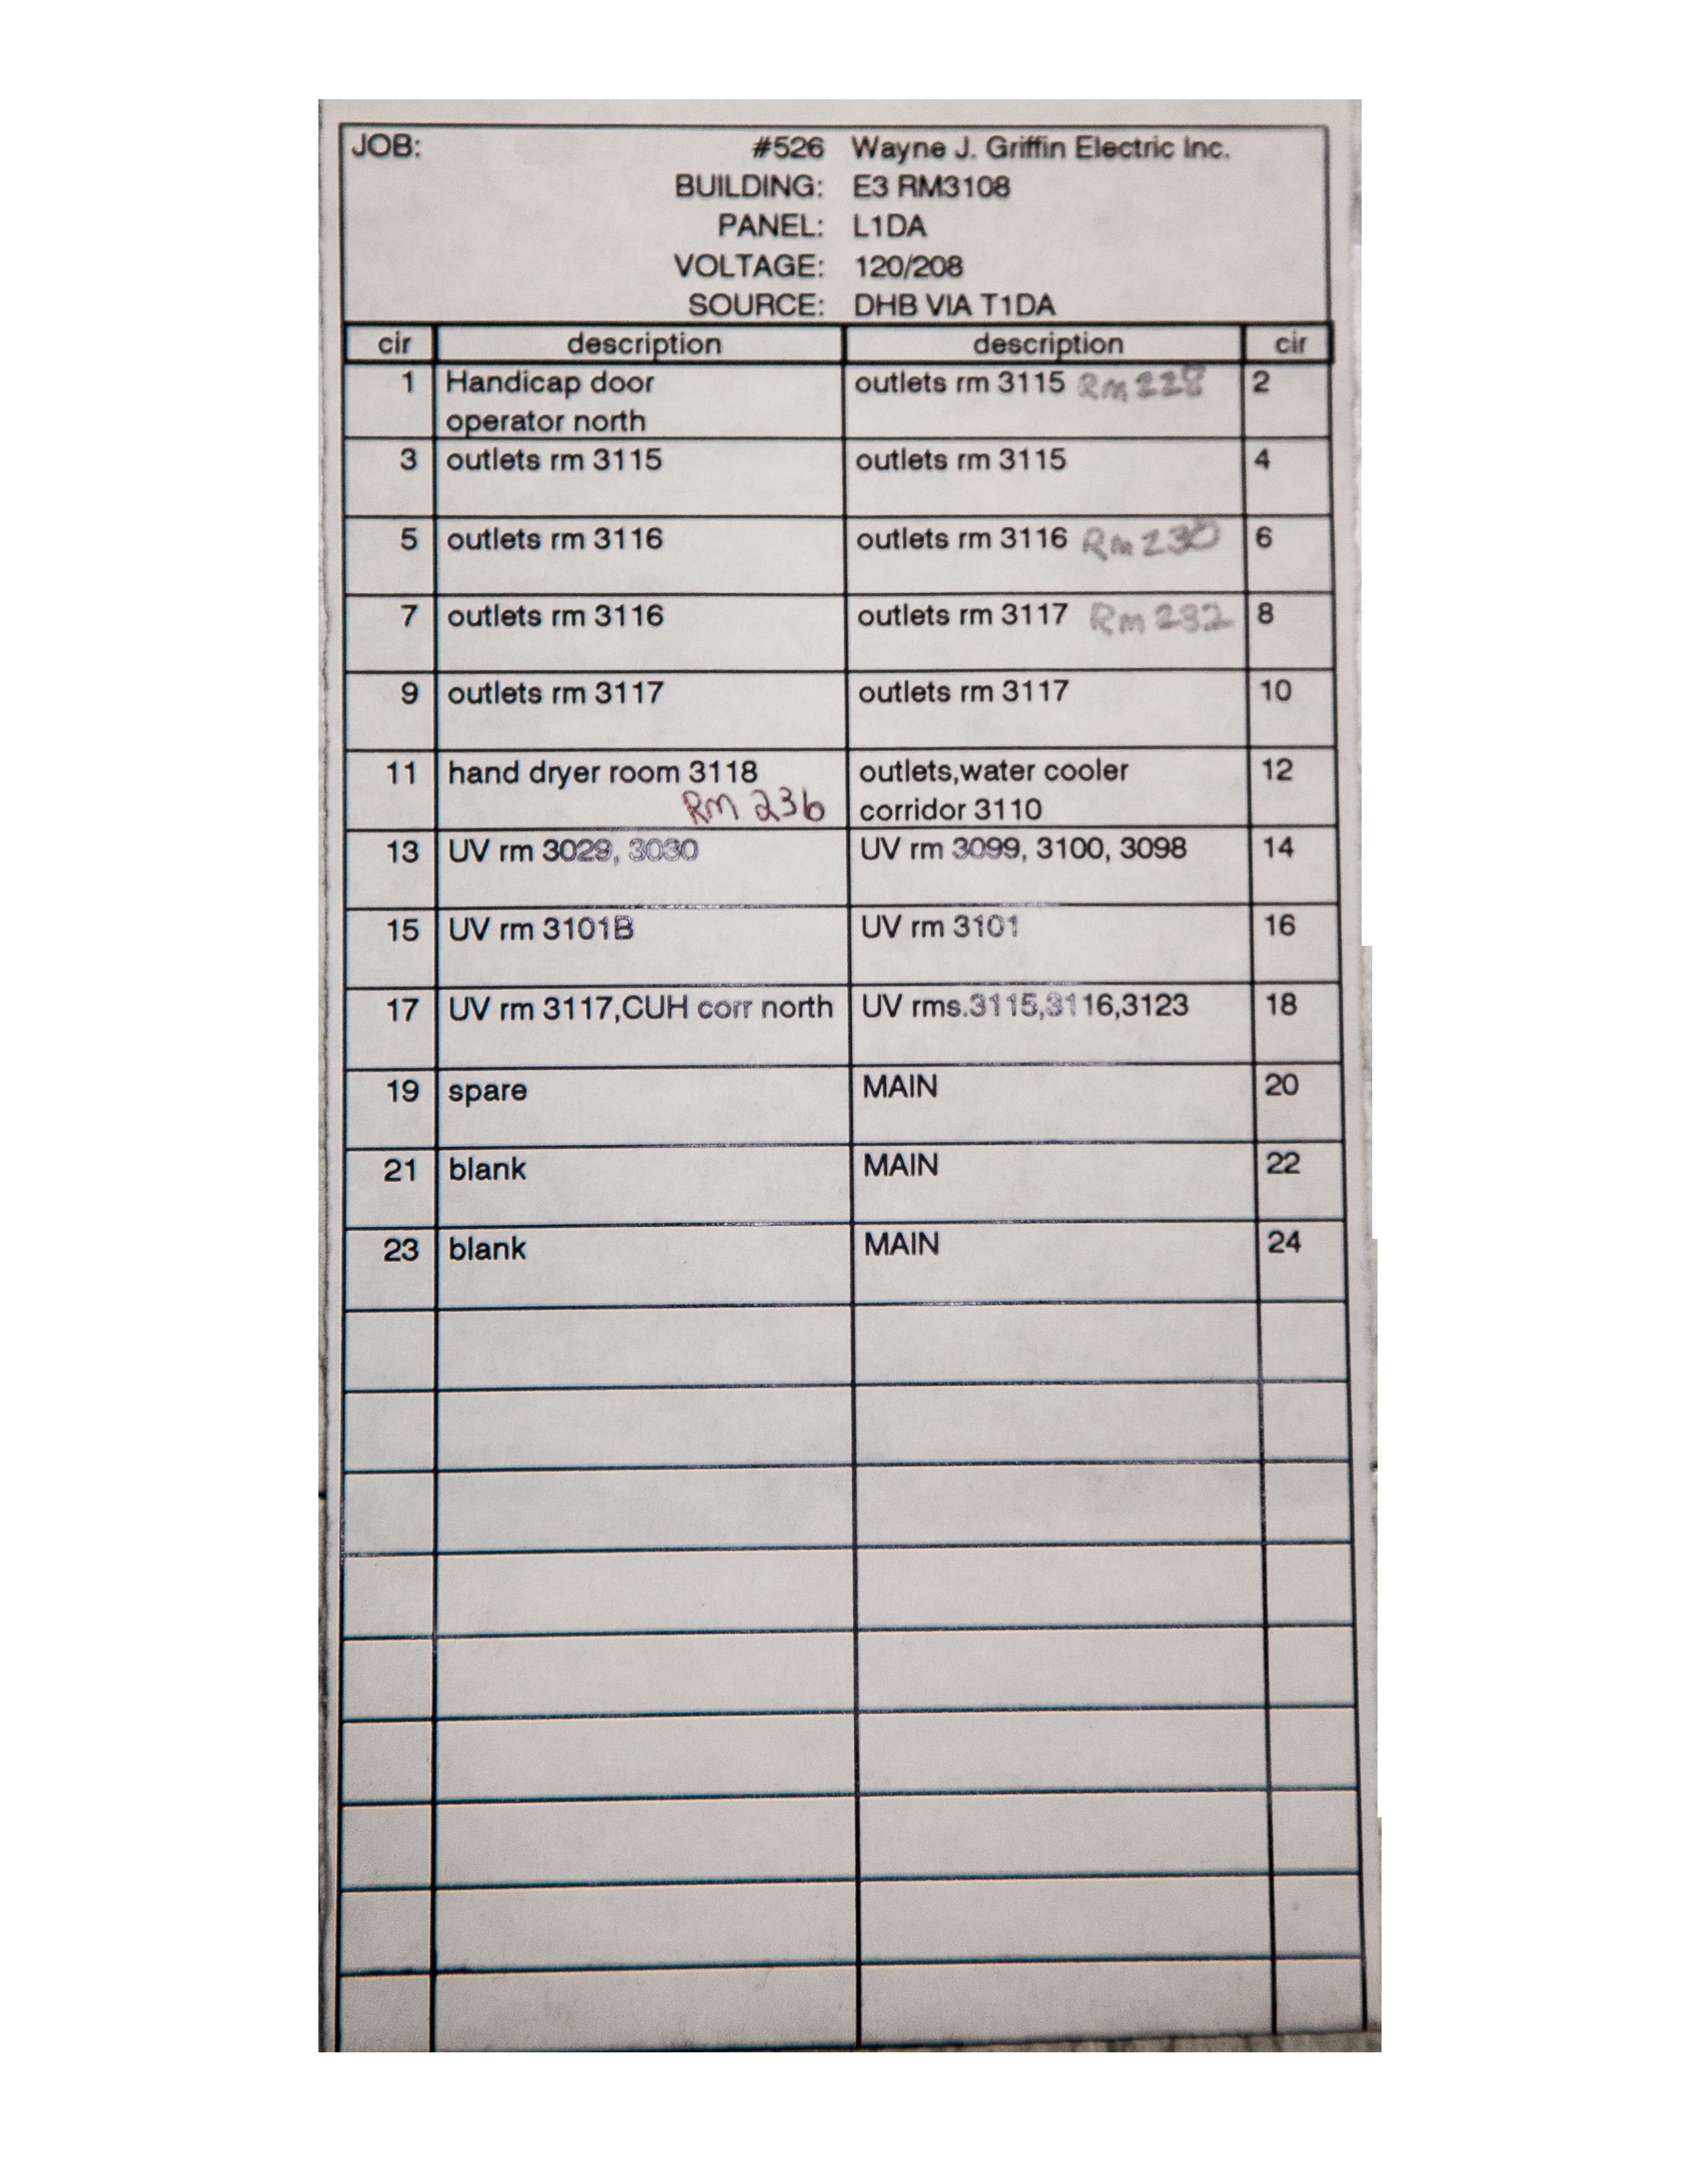 JOB: #526 Wayne J. Griffin Electric Inc.
BUILDING: E3 RM3108
PANEL: L1DA
VOLTAGE: 120/208
SOURCE: DHB VIA T1DA
cir description description cir
1 Handicap door outlets rm 3115 Rm 228 2
operator north
3 outlets rm 3115 outlets rm 3115 4
5 outlets rm 3116 outlets rm 3116 Rm 230 6
7 outlets rm 3116 outlets rm 3117 Rm 232 8
9 outlets rm 3117 outlets rm 3117 10
11 hand dryer room 3118 outlets,water cooler 12
Rm 236 corridor 3110
13 UV rm 3029, 3030 UV rm 3099, 3100, 3098 14
15 UV rm 3101B UV rm 3101 16
17 UV rm 3117,CUH corr north UV rms.3115,3116,3123 18
19 spare MAIN 20
21 blank MAIN 22
23 blank MAIN 24